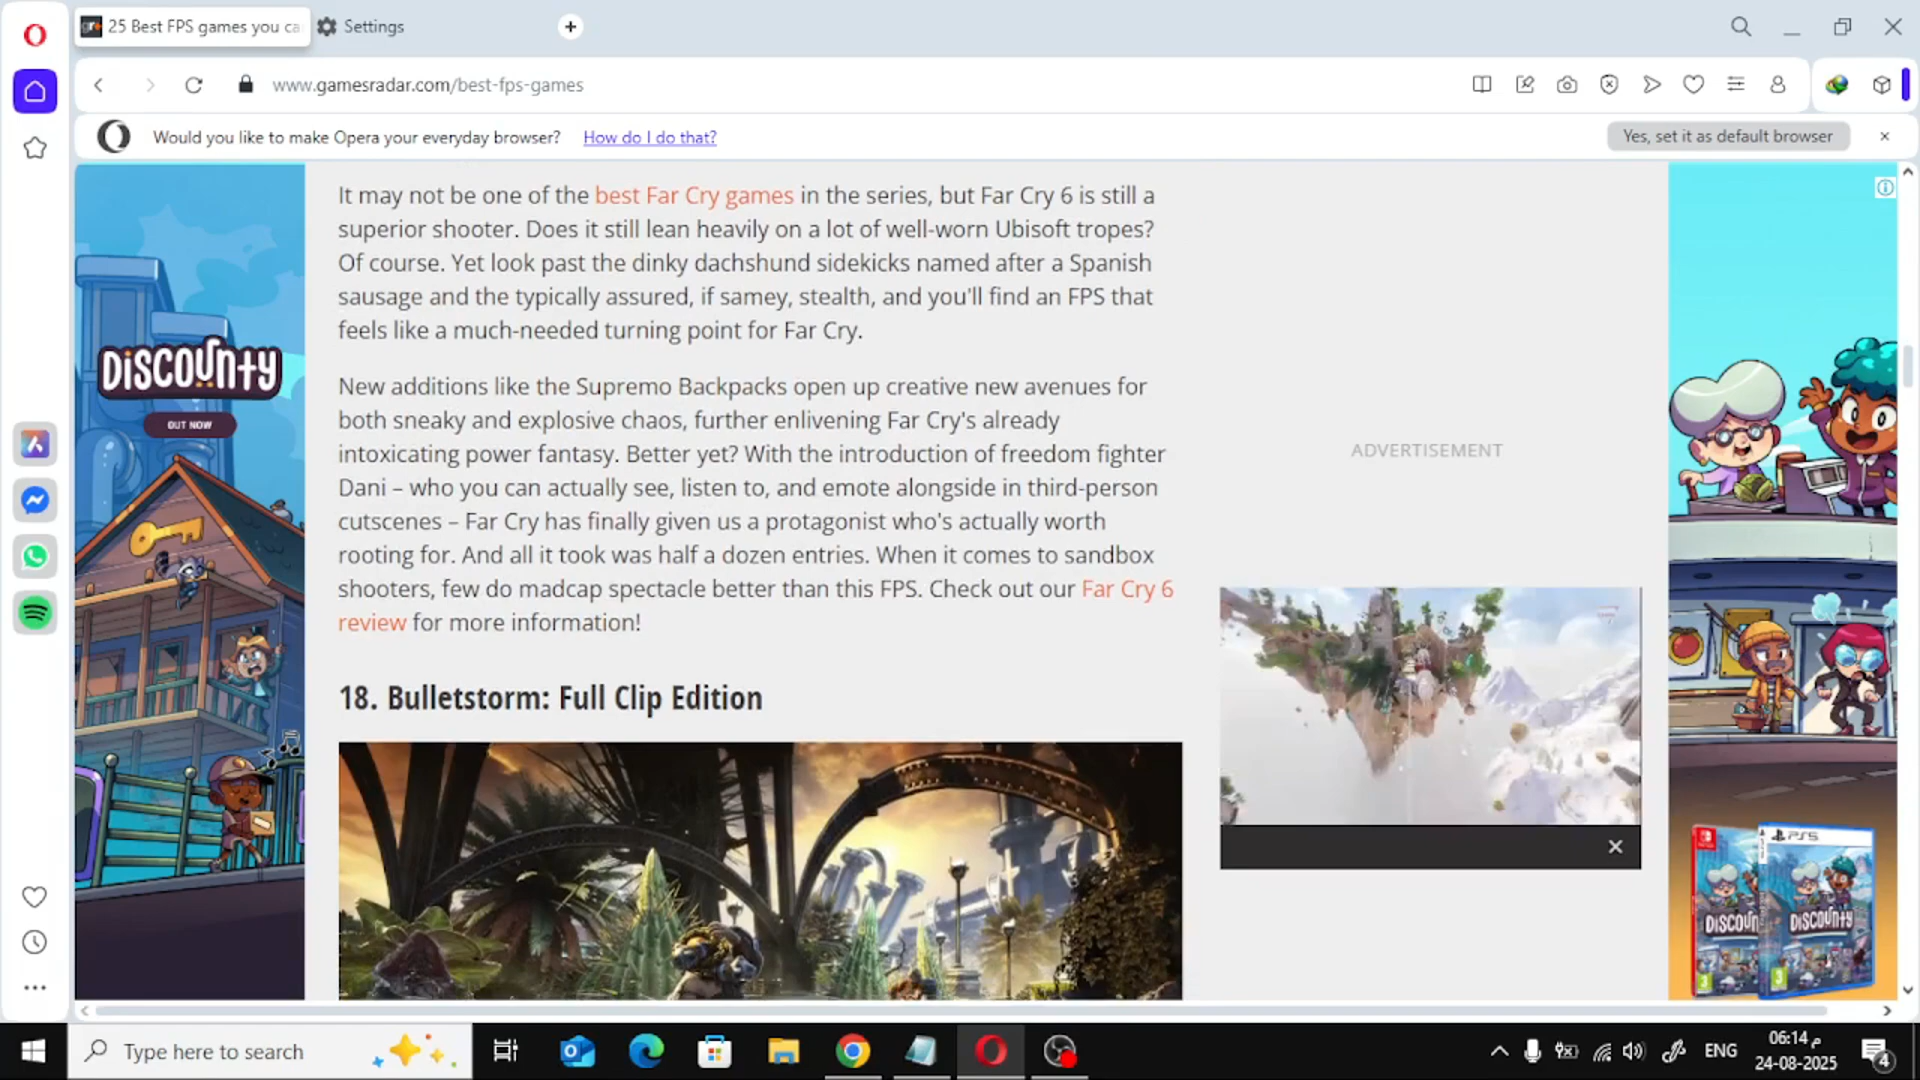 25 Best FPS games you ca
Settings
www.gamesradar.com/best-fps-games
Would you like to make Opera your everyday browser? How do I do that?
Yes, set it as default browser
It may not be one of the best Far Cry games in the series, but Far Cry 6 is still a
superior shooter. Does it still lean heavily on a lot of well-worn Ubisoft tropes?
Of course. Yet look past the dinky dachshund sidekicks named after a Spanish
sausage and the typically assured, if samey, stealth, and you'll find an FPS that
feels like a much-needed turning point for Far Cry.
New additions like the Supremo Backpacks open up creative new avenues for
both sneaky and explosive chaos, further enlivening Far Cry's already
intoxicating power fantasy. Better yet? With the introduction of freedom fighter
Dani – who you can actually see, listen to, and emote alongside in third-person
cutscenes – Far Cry has finally given us a protagonist who's actually worth
rooting for. And all it took was half a dozen entries. When it comes to sandbox
shooters, few do madcap spectacle better than this FPS. Check out our Far Cry 6
review for more information!
18. Bulletstorm: Full Clip Edition
DISCOUNTY
OUT NOW
ADVERTISEMENT
PS5
DISCOUN
DISCOUNTY
3
3
Type here to search
ENG
06:14 م
24-08-2025
4